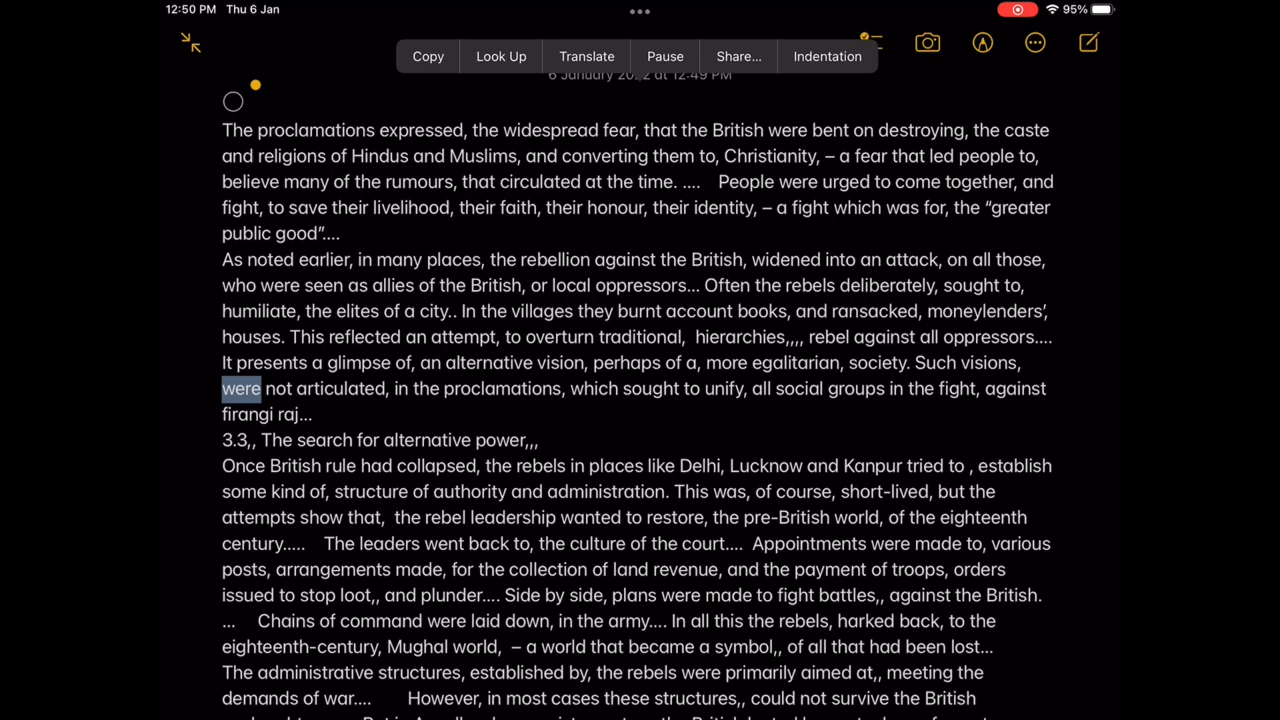 12:50 PM Thu 6 Jan
95%
Copy Look Up Translate Pause Share... Indentation
6 January 2022 at 12:49 PM
The proclamations expressed, the widespread fear, that the British were bent on destroying, the caste
and religions of Hindus and Muslims, and converting them to, Christianity, – a fear that led people to,
believe many of the rumours, that circulated at the time. .... People were urged to come together, and
fight, to save their livelihood, their faith, their honour, their identity, – a fight which was for, the “greater
public good”....
As noted earlier, in many places, the rebellion against the British, widened into an attack, on all those,
who were seen as allies of the British, or local oppressors... Often the rebels deliberately, sought to,
humiliate, the elites of a city.. In the villages they burnt account books, and ransacked, moneylenders’,
houses. This reflected an attempt, to overturn traditional,  hierarchies,,,, rebel against all oppressors....
It presents a glimpse of, an alternative vision, perhaps of a, more egalitarian, society. Such visions,
were not articulated, in the proclamations, which sought to unify, all social groups in the fight, against
firangi raj...
3.3,, The search for alternative power,,,
Once British rule had collapsed, the rebels in places like Delhi, Lucknow and Kanpur tried to , establish
some kind of, structure of authority and administration. This was, of course, short-lived, but the
attempts show that,  the rebel leadership wanted to restore, the pre-British world, of the eighteenth
century..... The leaders went back to, the culture of the court.... Appointments were made to, various
posts, arrangements made, for the collection of land revenue, and the payment of troops, orders
issued to stop loot,, and plunder.... Side by side, plans were made to fight battles,, against the British.
... Chains of command were laid down, in the army.... In all this the rebels, harked back, to the
eighteenth-century, Mughal world,  – a world that became a symbol,, of all that had been lost...
The administrative structures, established by, the rebels were primarily aimed at,, meeting the
demands of war.... However, in most cases these structures,, could not survive the British